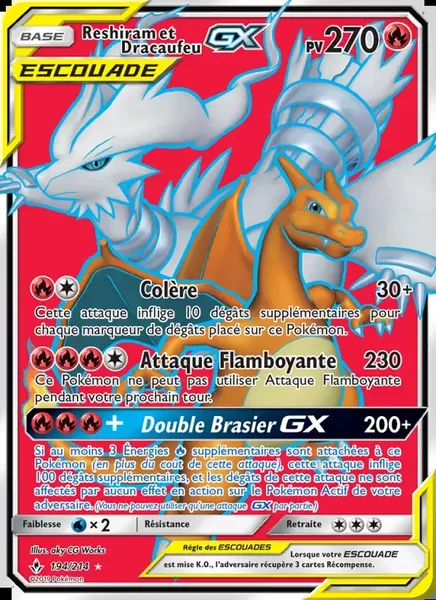 BASE
Reshiram et
Dracaufeu GX
PV270
ESCOUADE
Colère 30+
Cette attaque inflige 10 dégâts supplémentaires pour
chaque marqueur de dégâts placé sur ce Pokémon.
Attaque Flamboyante 230
Ce Pokémon ne peut pas utiliser Attaque Flamboyante
pendant votre prochain tour.
+ Double Brasier GX 200+
Si au moins 3 Énergies supplémentaires sont attachées à ce
Pokémon (en plus du coût de cette attaque), cette attaque inflige
100 dégâts supplémentaires, et les dégâts de cette attaque ne sont
affectés par aucun effet en action sur le Pokémon Actif de votre
adversaire. (Vous ne pouvez utiliser qu'une attaque GX par partie.)
Faiblesse ×2 Résistance Retraite
Illus. aky CG Works
194/214
©2019 Pokémon
Règle des ESCOUADES
Lorsque votre ESCOUADE
est mise K.O., l'adversaire récupère 3 cartes Récompense.